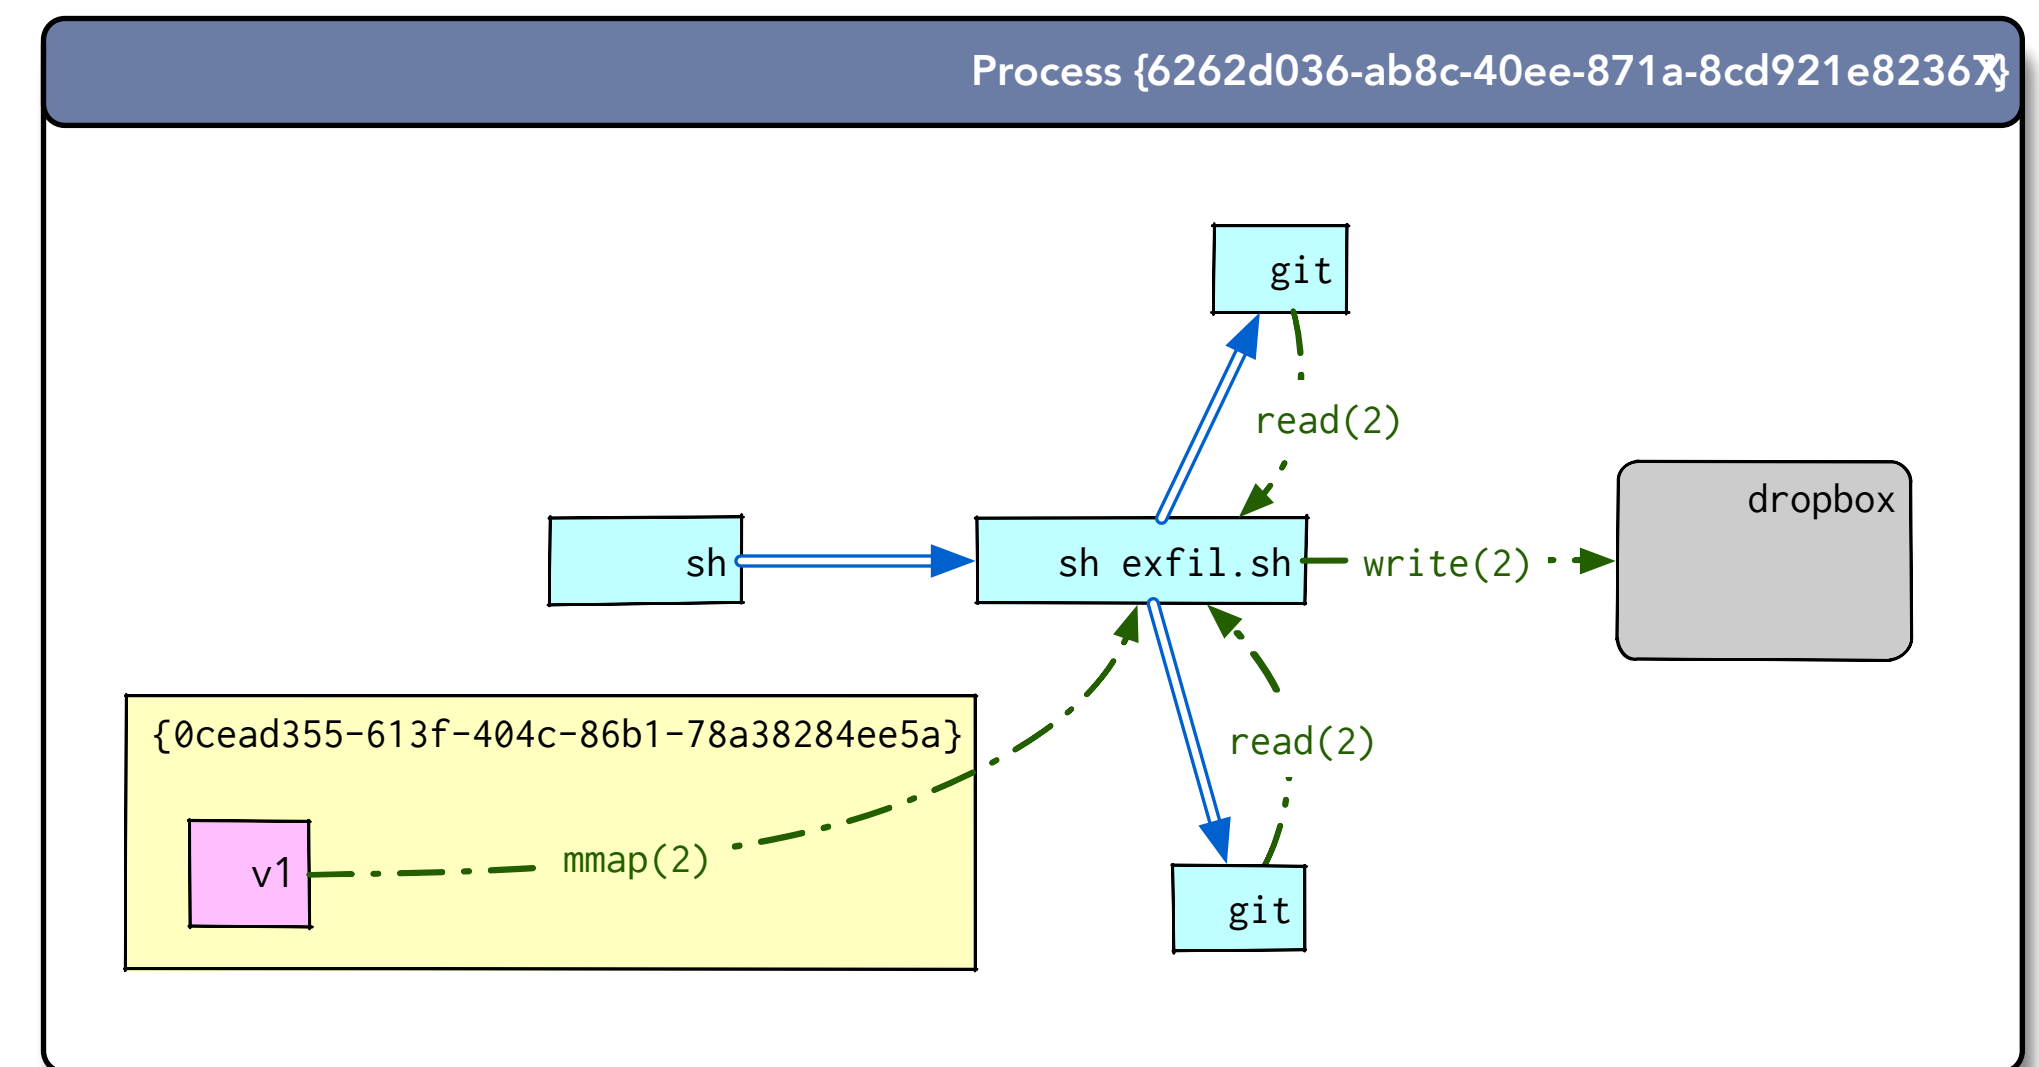 Process {6262d036-ab8c-40ee-871a-8cd921e82367}
X
git
read(2)
dropbox
sh
sh exfil.sh
write(2)
{0cead355-613f-404c-86b1-78a38284ee5a}
read(2)
mmap(2)
v1
git